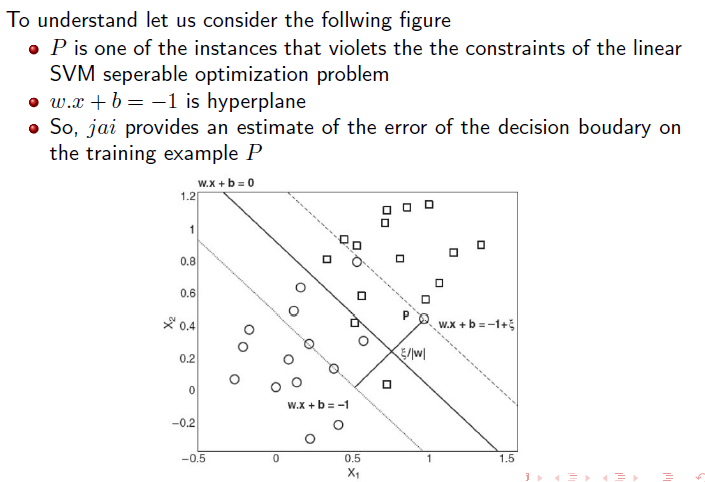 To understand let us consider the follwing figure
P is one of the instances that violets the the constraints of the linear
SVM seperable optimization problem
w.x + b = −1 is hyperplane
So, jai provides an estimate of the error of the decision boudary on
the training example P
w.x + b = 0
1.2
1
0.8
0.6
P
w.x + b = −1+ξ
X₂
0.4
ξ/|w|
0.2
0
w.x + b = −1
−0.2
−0.5
0
0.5
1
1.5
X₁